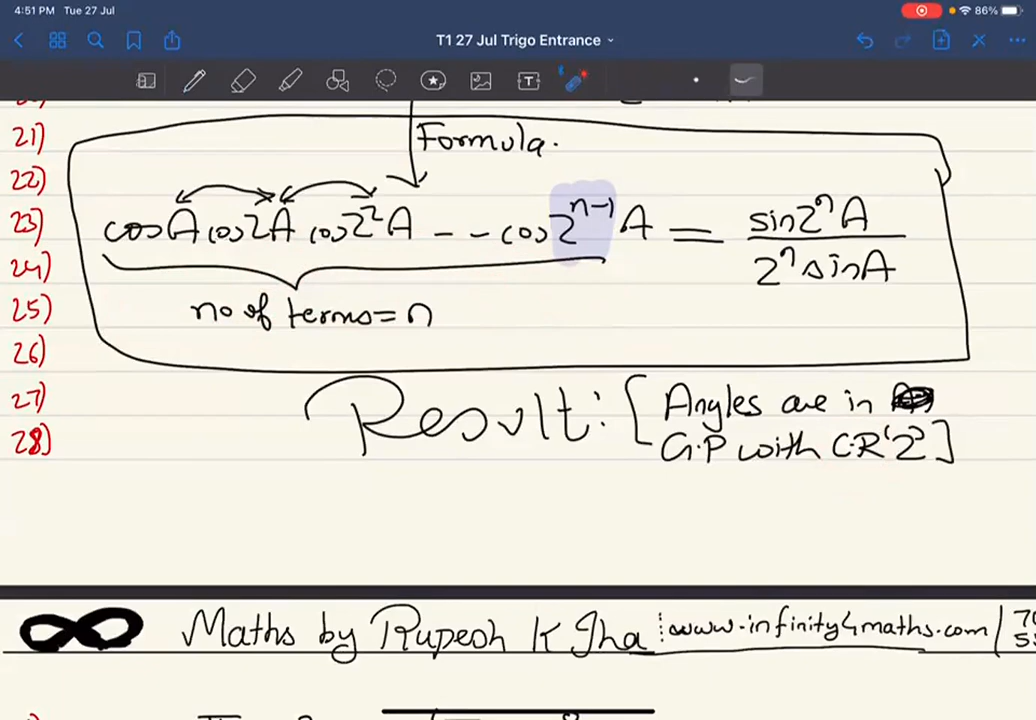 4:51 PM Tue 27 Jul
86%
T1 27 Jul Trigo Entrance
21)
Formula.
22)
23) cosA cos2A cos2²A - - cos2ⁿ⁻¹A = sin2ⁿA / 2ⁿsinA
24)
25) no of terms = n
26)
27) Result: [Angles are in
28) G.P with C.R '2']
Maths by Rupesh K Jha www.infinity4maths.com/